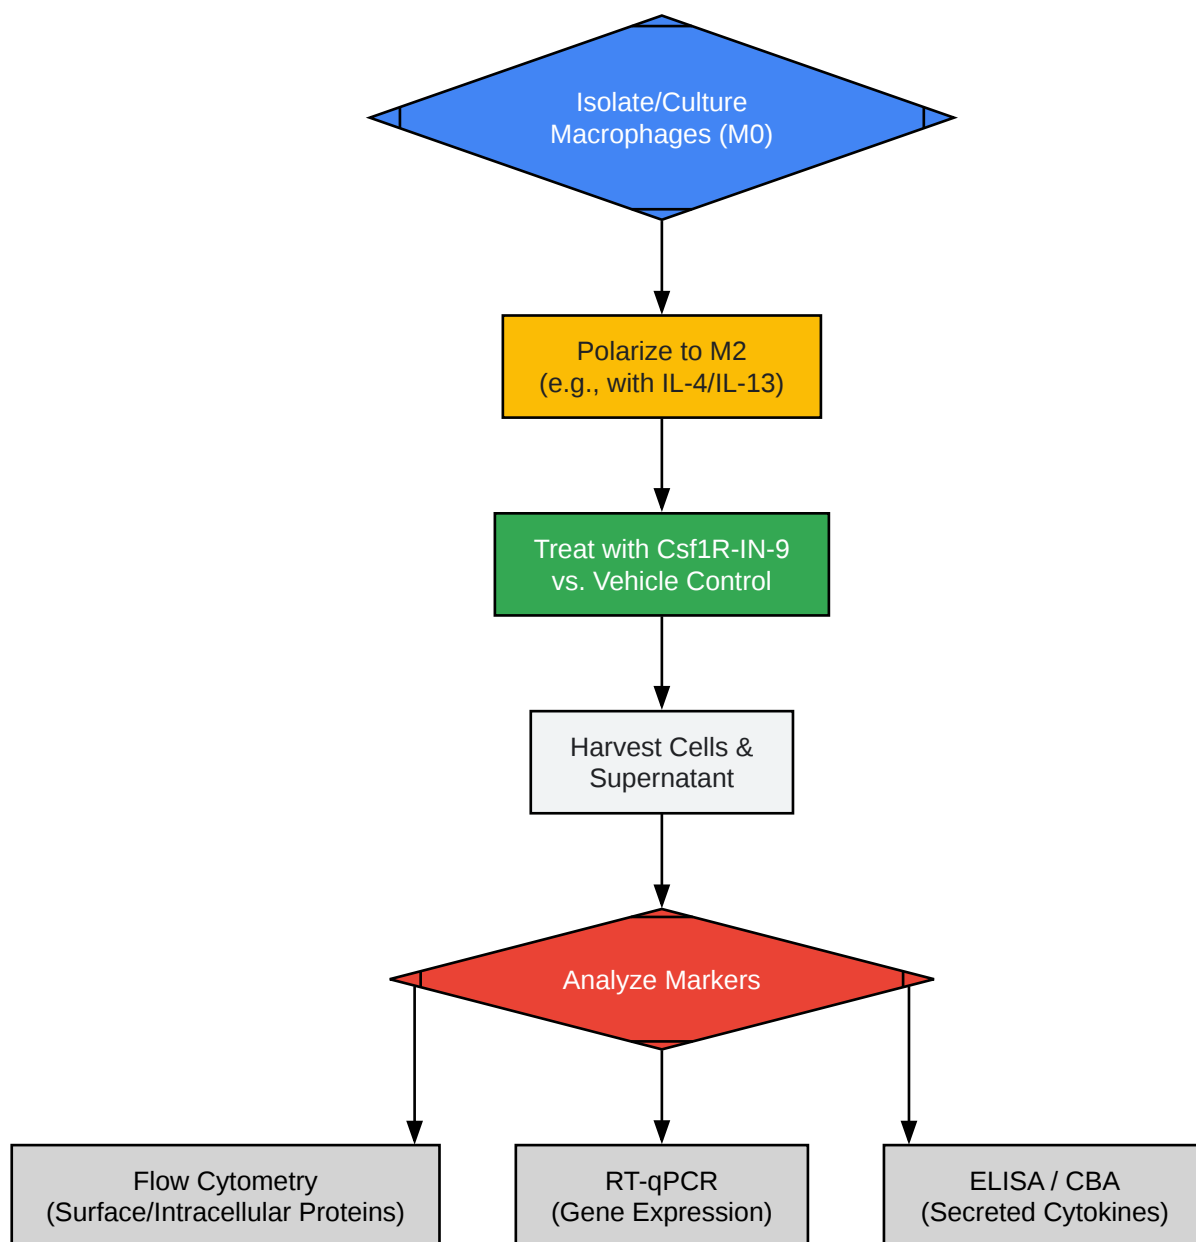 Isolate/Culture
Macrophages (M0)
Polarize to M2
(e.g., with IL-4/IL-13)
Treat with Csf1R-IN-9
vs. Vehicle Control
Harvest Cells &
Supernatant
Analyze Markers
Flow Cytometry
(Surface/Intracellular Proteins)
RT-qPCR
(Gene Expression)
ELISA / CBA
(Secreted Cytokines)